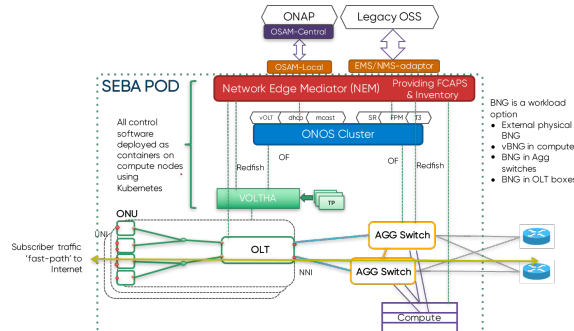 ONAP
Legacy OSS
OSAM-Central
OSAM-Local
EMS/NMS-adaptor
SEBA POD
Network Edge Mediator (NEM)
Providing FCAPS
& Inventory
vOLT
dhcp
mcast
SR
FPM
T3
ONOS Cluster
All control
software
deployed as
containers on
compute nodes
using
Kubernetes
BNG is a workload
option
• External physical
BNG
• vBNG in compute
• BNG in Agg
switches
• BNG in OLT boxes
Redfish
OF
OF
Redfish
VOLTHA
TP
ONU
UNI
OLT
NNI
AGG Switch
AGG Switch
Subscriber traffic
'fast-path' to
Internet
Compute